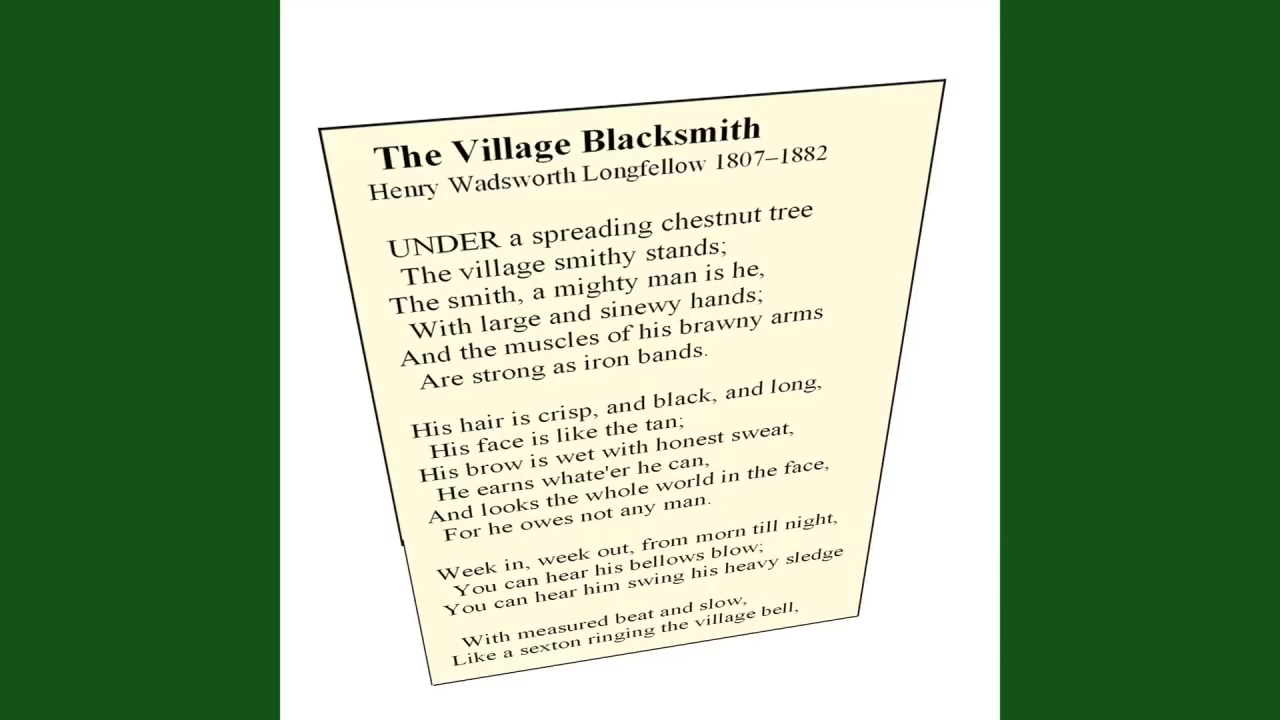 The Village Blacksmith
Henry Wadsworth Longfellow 1807–1882
UNDER a spreading chestnut tree
The village smithy stands;
The smith, a mighty man is he,
With large and sinewy hands;
And the muscles of his brawny arms
Are strong as iron bands.
His hair is crisp, and black, and long,
His face is like the tan;
His brow is wet with honest sweat,
He earns whate'er he can,
And looks the whole world in the face,
For he owes not any man.
Week in, week out, from morn till night,
You can hear his bellows blow;
You can hear him swing his heavy sledge
With measured beat and slow,
Like a sexton ringing the village bell,